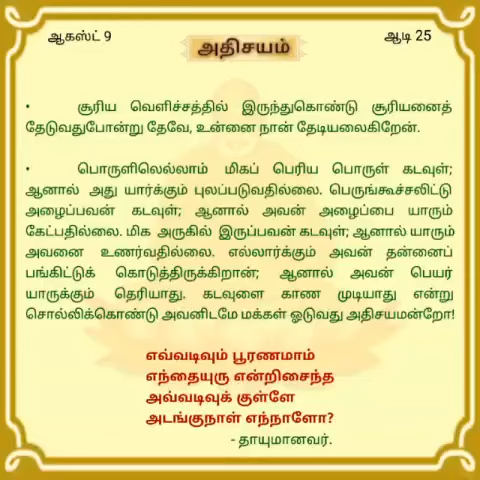 ஆகஸ்ட் 9
அதிசயம்
ஆடி 25
• சூரிய வெளிச்சத்தில் இருந்துகொண்டு சூரியனைத்
தேடுவதுபோன்று தேவே, உன்னை நான் தேடியலைகிறேன்.
• பொருளிலெல்லாம் மிகப் பெரிய பொருள் கடவுள்;
ஆனால் அது யார்க்கும் புலப்படுவதில்லை. பெருங்கூச்சலிட்டு
அழைப்பவன் கடவுள்; ஆனால் அவன் அழைப்பை யாரும்
கேட்பதில்லை. மிக அருகில் இருப்பவன் கடவுள்; ஆனால் யாரும்
அவனை உணர்வதில்லை. எல்லார்க்கும் அவன் தன்னைப்
பங்கிட்டுக் கொடுத்திருக்கிறான்; ஆனால் அவன் பெயர்
யாருக்கும் தெரியாது. கடவுளை காண முடியாது என்று
சொல்லிக்கொண்டு அவனிடமே மக்கள் ஓடுவது அதிசயமன்றோ!
எவ்வடிவும் பூரணமாம்
எந்தையுரு என்றிசைந்த
அவ்வடிவுக் குள்ளே
அடங்குநாள் எந்நாளோ?
- தாயுமானவர்.